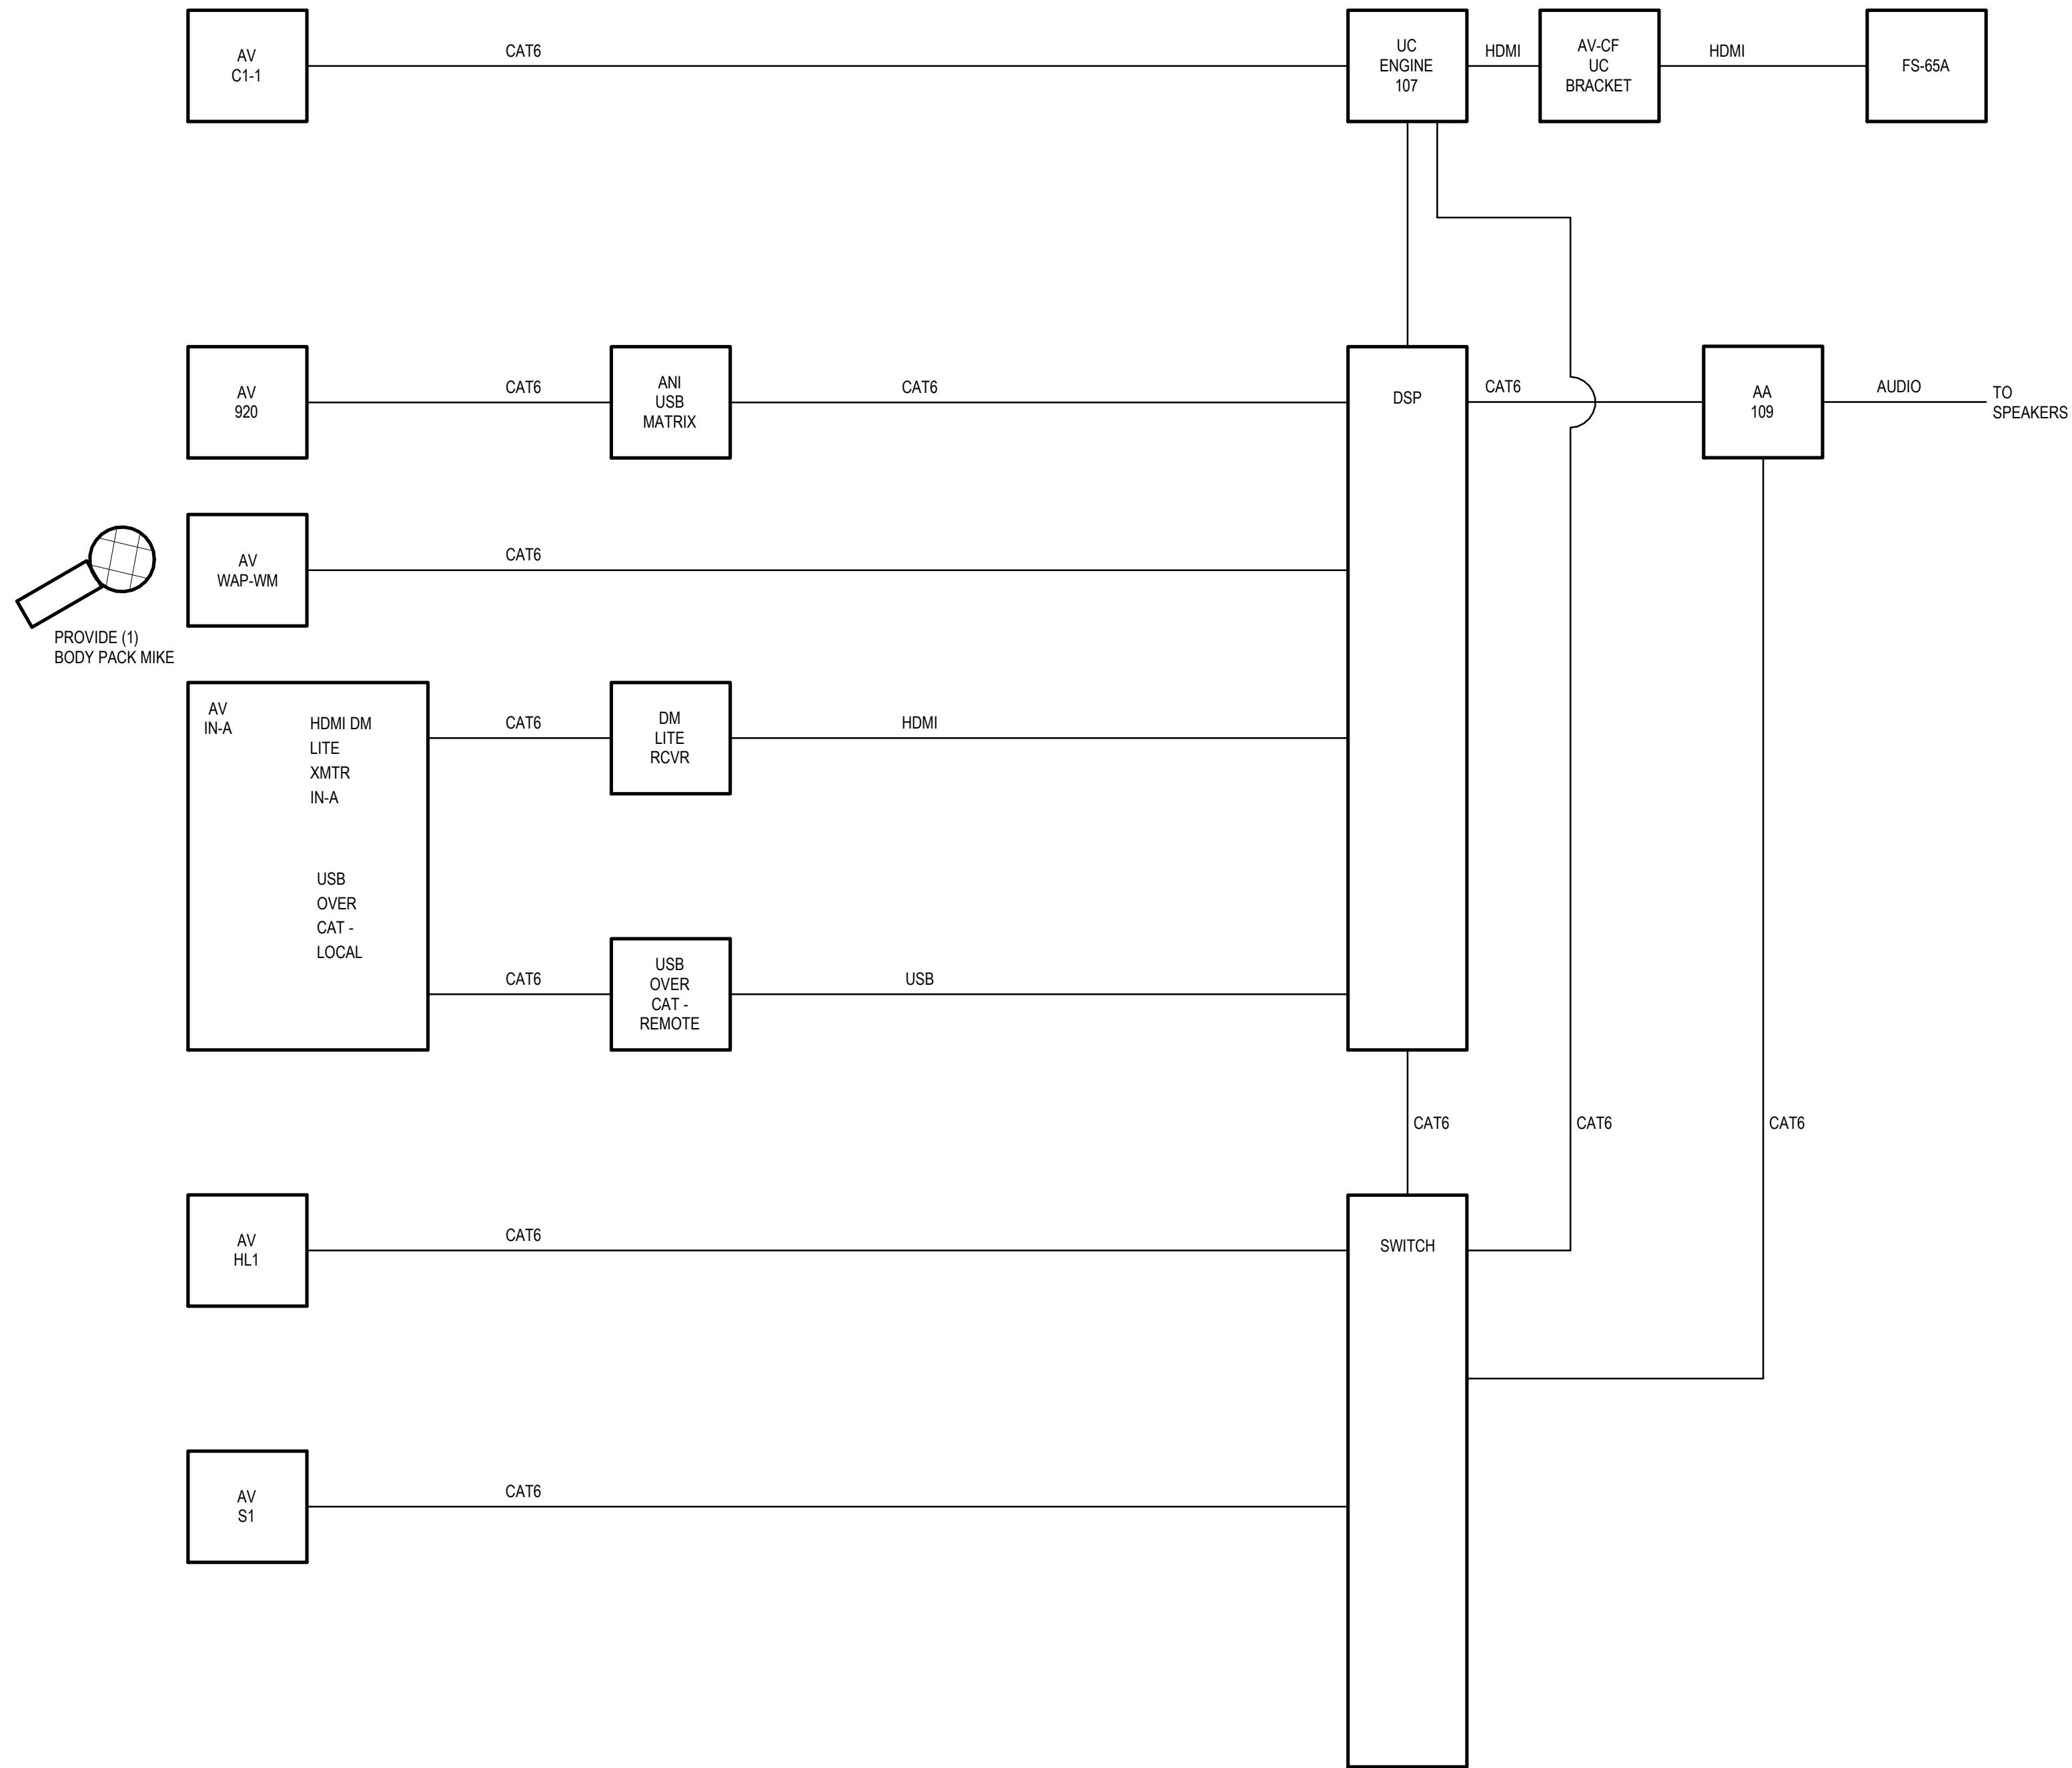 AV
C1-1
CAT6
UC
ENGINE
107
HDMI
AV-CF
UC
BRACKET
HDMI
FS-65A
AV
920
CAT6
ANI
USB
MATRIX
CAT6
DSP
CAT6
AA
109
AUDIO
TO
SPEAKERS
AV
WAP-WM
CAT6
PROVIDE (1)
BODY PACK MIKE
AV
IN-A
HDMI DM
LITE
XMTR
IN-A
CAT6
DM
LITE
RCVR
HDMI
USB
OVER
CAT -
LOCAL
CAT6
USB
OVER
CAT -
REMOTE
USB
CAT6
CAT6
CAT6
AV
HL1
CAT6
SWITCH
AV
S1
CAT6